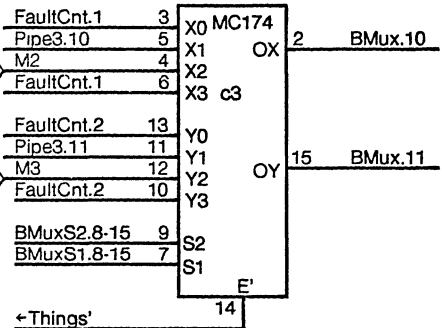 FaultCnt.1 3 X0 MC174
Pipe3.10 5 X1 OX 2 BMux.10
M2 4 X2
FaultCnt.1 6 X3 c3
FaultCnt.2 13 Y0
Pipe3.11 11 Y1
M3 12 Y2 OY 15 BMux.11
FaultCnt.2 10 Y3
BMuxS2.8-15 9 S2
BMuxS1.8-15 7 S1
E'
14
←Things'